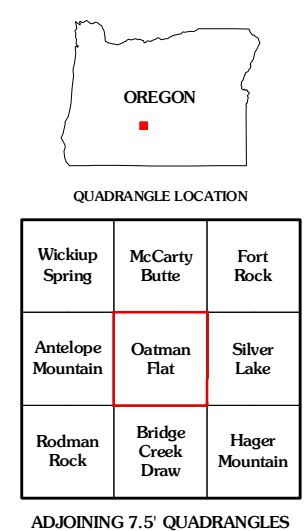 OREGON
QUADRANGLE LOCATION
Wickiup
Spring
McCarty
Butte
Fort
Rock
Antelope
Mountain
Oatman
Flat
Silver
Lake
Rodman
Rock
Bridge
Creek
Draw
Hager
Mountain
ADJOINING 7.5' QUADRANGLES